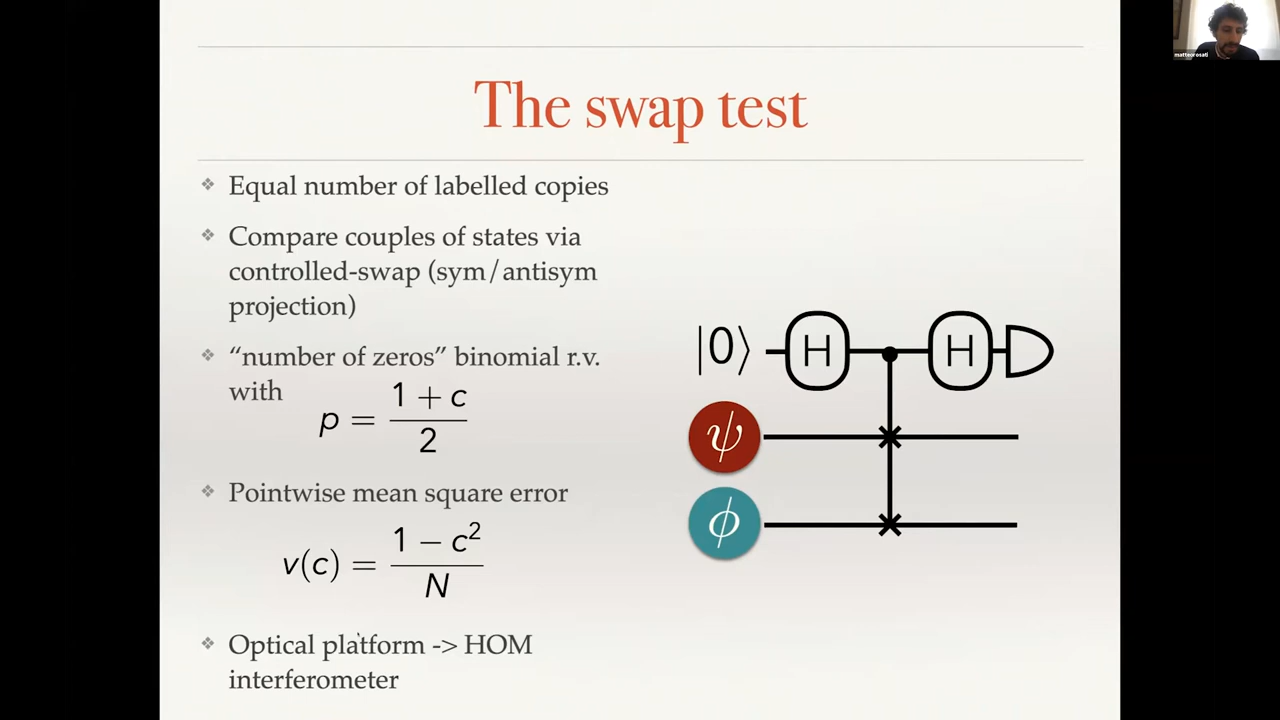 matteorosati
The swap test
❖ Equal number of labelled copies
❖ Compare couples of states via
controlled-swap (sym/antisym
projection)
❖ “number of zeros” binomial r.v.
with
p = (1 + c)/2
❖ Pointwise mean square error
v(c) = (1 − c²)/N
❖ Optical platform -> HOM
interferometer
|0⟩ H H
ψ
ϕ